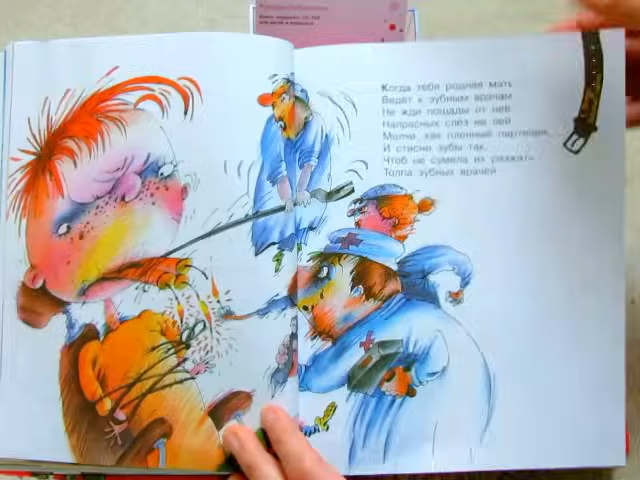 Когда тебя родная мать
Ведёт к зубным врачам
Не жди пощады от неё
Напрасных слёз не лей
Молчи, как пленный партизан,
И стисни зубы так,
Чтоб не сумела их разжать
Толпа зубных врачей